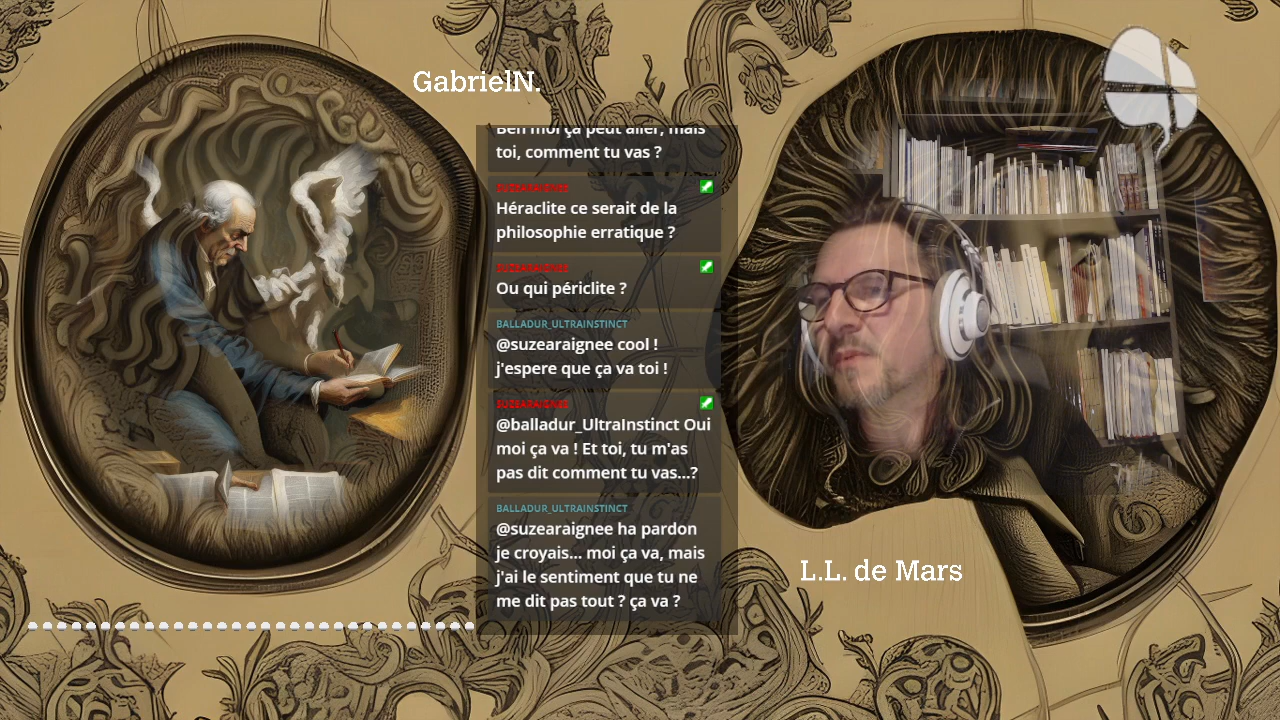 GabrielN.
Ben moi ça peut aller, mais
toi, comment tu vas ?
SUZEARAIGNEE
Héraclite ce serait de la
philosophie erratique ?
SUZEARAIGNEE
Ou qui périclite ?
BALLADUR_ULTRAINSTINCT
@suzearaignee cool !
j'espere que ça va toi !
SUZEARAIGNEE
@balladur_UltraInstinct Oui
moi ça va ! Et toi, tu m'as
pas dit comment tu vas...?
BALLADUR_ULTRAINSTINCT
@suzearaignee ha pardon
je croyais... moi ça va, mais
j'ai le sentiment que tu ne
me dit pas tout ? ça va ?
L.L. de Mars